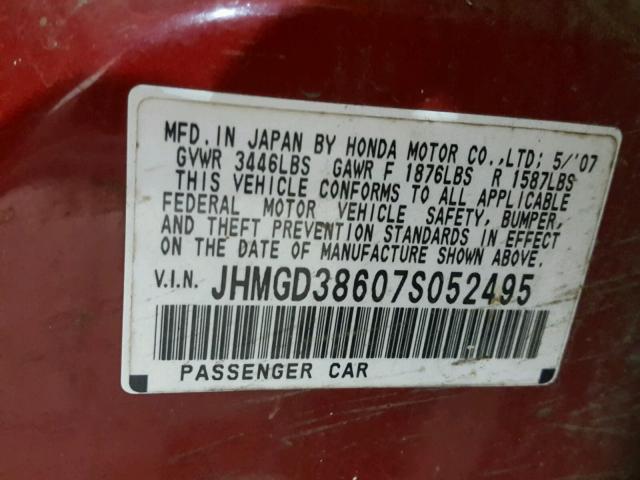 MFD. IN JAPAN BY HONDA MOTOR CO.,LTD; 5/'07
GVWR 3446LBS GAWR F 1876LBS R 1587LBS
THIS VEHICLE CONFORMS TO ALL APPLICABLE
FEDERAL MOTOR VEHICLE SAFETY, BUMPER,
AND THEFT PREVENTION STANDARDS IN EFFECT
ON THE DATE OF MANUFACTURE SHOWN ABOVE.
V.I.N. JHMGD38607S052495
PASSENGER CAR